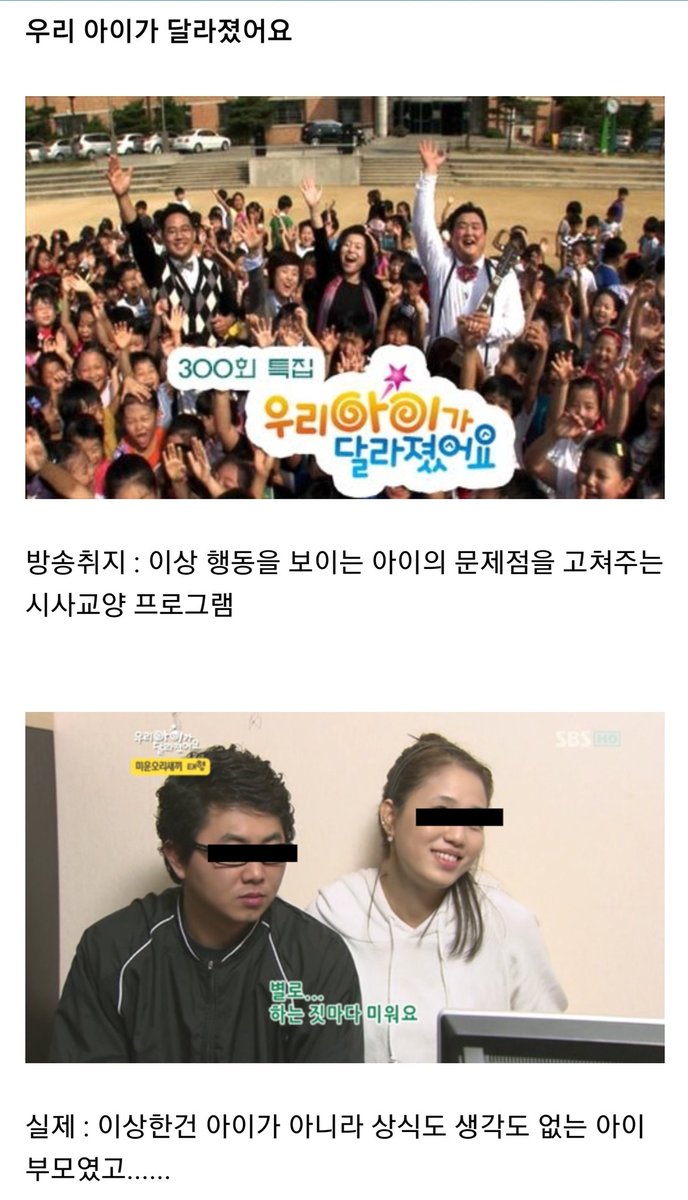 우리 아이가 달라졌어요
300회 특집
우리아이가
달라졌어요
방송취지 : 이상 행동을 보이는 아이의 문제점을 고쳐주는
시사교양 프로그램
우리아이가
달라졌어요
SBS HD
미운오리새끼 태형
별로...
하는 짓마다 미워요
실제 : 이상한건 아이가 아니라 상식도 생각도 없는 아이
부모였고......